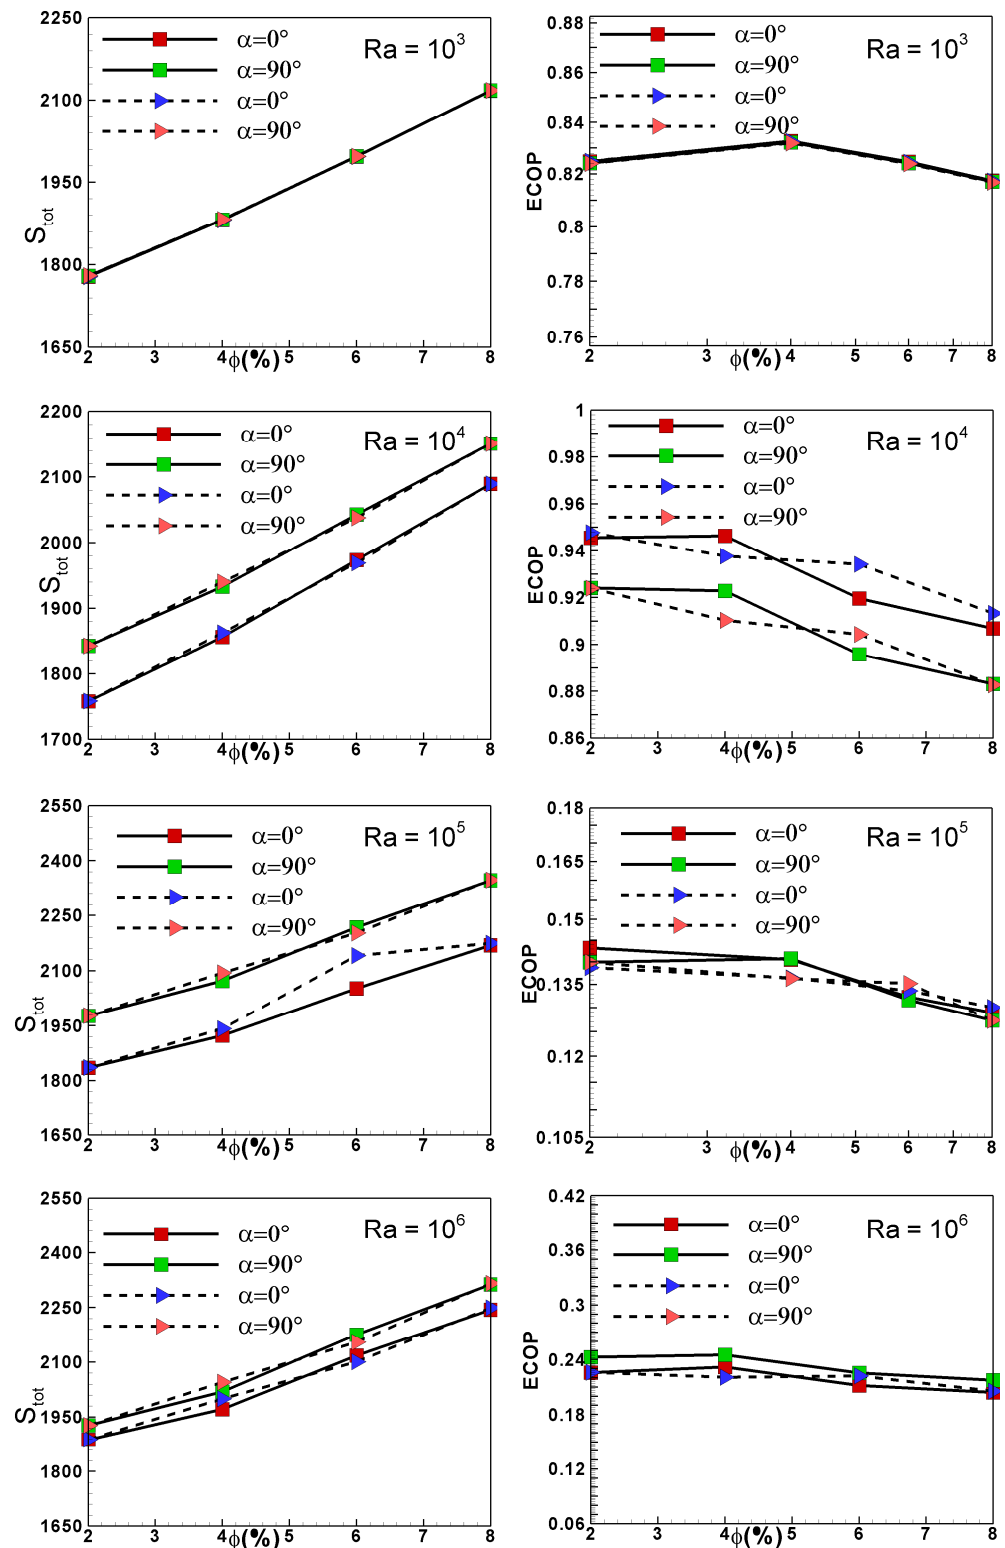 2250
2100
1950
1800
1650
S_tot
α=0°
α=90°
α=0°
α=90°
Ra = 10³
2 3 4 ϕ(%) 5 6 7 8
0.88
0.86
0.84
0.82
0.8
0.78
0.76
ECOP
α=0°
α=90°
α=0°
α=90°
Ra = 10³
2 3 ϕ(%) 4 5 6 7 8
2200
2100
2000
1900
1800
1700
S_tot
α=0°
α=90°
α=0°
α=90°
Ra = 10⁴
2 3 4 ϕ(%) 5 6 7 8
1
0.98
0.96
0.94
0.92
0.9
0.88
0.86
ECOP
α=0°
α=90°
α=0°
α=90°
Ra = 10⁴
2 3 4 ϕ(%) 5 6 7 8
2550
2400
2250
2100
1950
1800
1650
S_tot
α=0°
α=90°
α=0°
α=90°
Ra = 10⁵
2 3 4 ϕ(%) 5 6 7 8
0.18
0.165
0.15
0.135
0.12
0.105
ECOP
α=0°
α=90°
α=0°
α=90°
Ra = 10⁵
2 3 ϕ(%) 4 5 6 7 8
2550
2400
2250
2100
1950
1800
1650
S_tot
α=0°
α=90°
α=0°
α=90°
Ra = 10⁶
2 3 4 ϕ(%) 5 6 7 8
0.42
0.36
0.3
0.24
0.18
0.12
0.06
ECOP
α=0°
α=90°
α=0°
α=90°
Ra = 10⁶
2 3 4 ϕ(%) 5 6 7 8